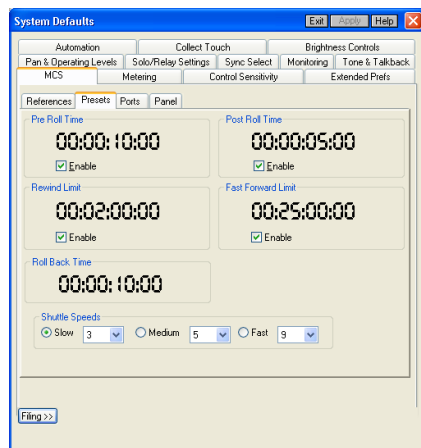 System Defaults Exit Apply Help
Automation Collect Touch Brightness Controls
Pan & Operating Levels Solo/Relay Settings Sync Select Monitoring Tone & Talkback
MCS Metering Control Sensitivity Extended Prefs
References Presets Ports Panel
Pre Roll Time Post Roll Time
00:00:10:00 00:00:05:00
Enable Enable
Rewind Limit Fast Forward Limit
00:02:00:00 00:25:00:00
Enable Enable
Roll Back Time
00:00:10:00
Shuttle Speeds
Slow 3 Medium 5 Fast 9
Filing >>